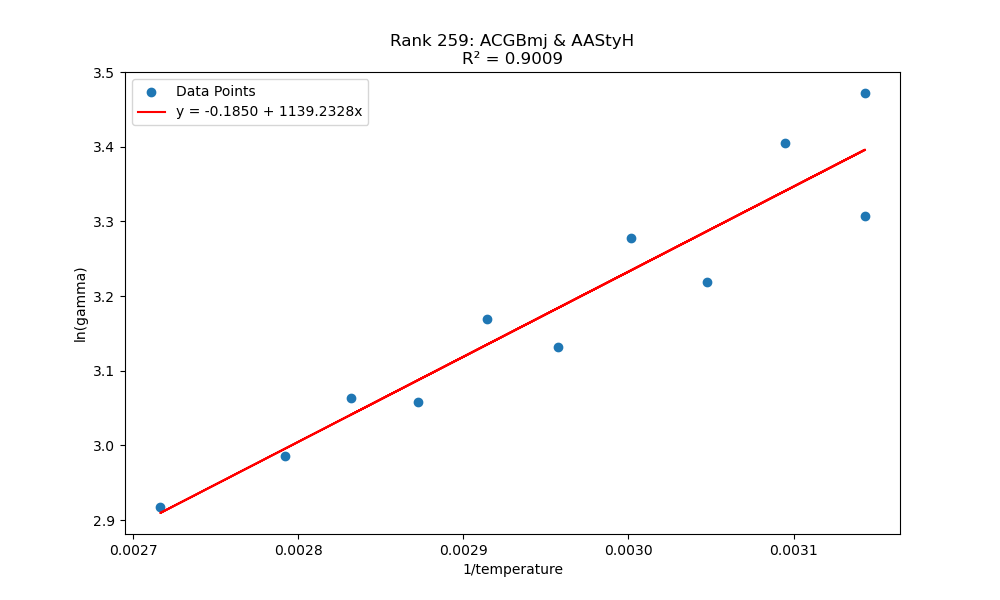 Rank 259: ACGBmj & AAStyH
R² = 0.9009
Data Points
y = -0.1850 + 1139.2328x
3.5
3.4
3.3
3.2
3.1
3.0
2.9
ln(gamma)
0.0027 0.0028 0.0029 0.0030 0.0031
1/temperature